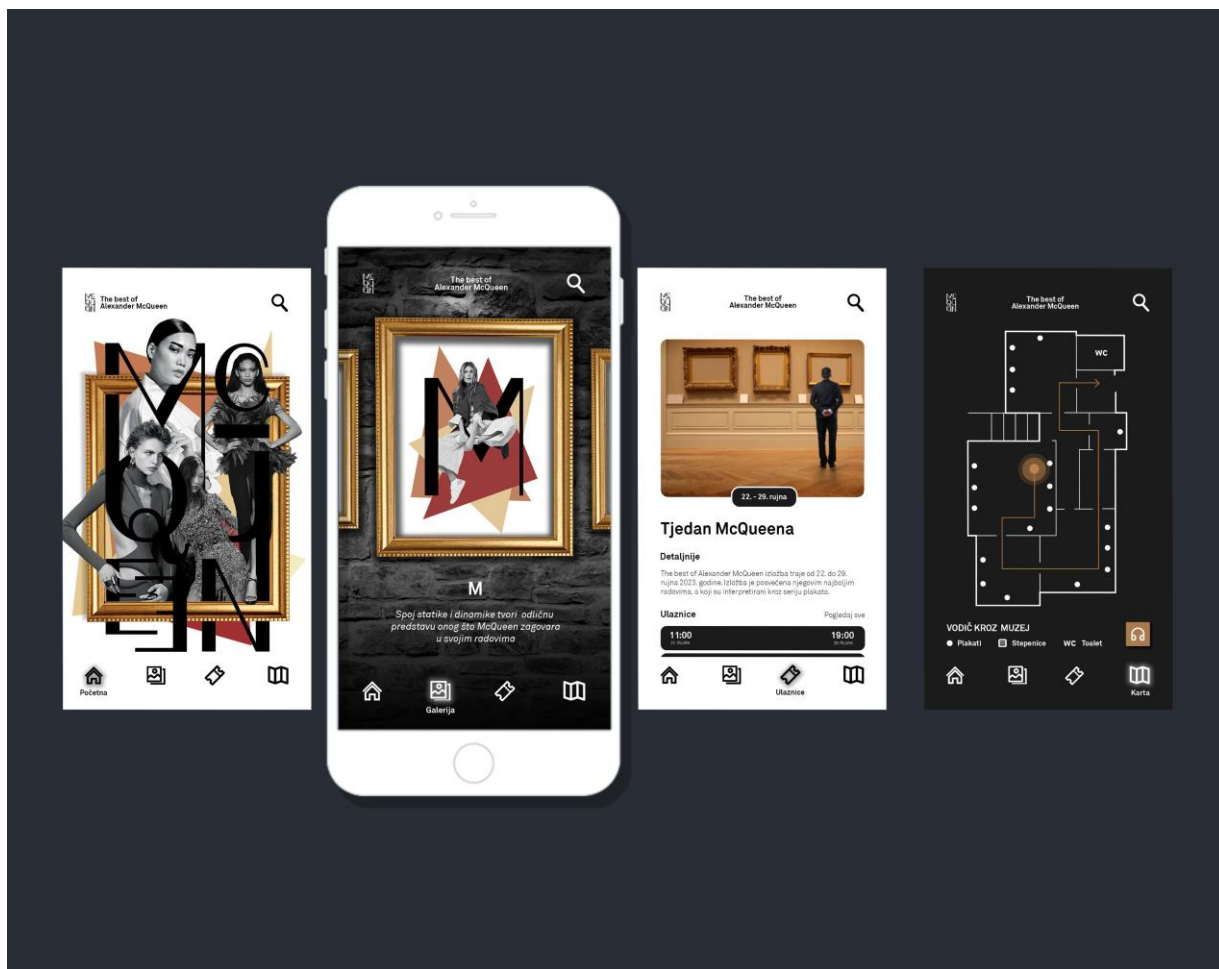 The best of
Alexander McQueen
MC
QU
EE
N
Početna
The best of
Alexander McQueen
M
M
Spoj statike i dinamike tvori odličnu
predstavu onog što McQueen zagovara
u svojim radovima
Galerija
The best of
Alexander McQueen
22. - 29. rujna
Tjedan McQueena
Detaljnije
The best of Alexander McQueen izložba traje od 22. do 29.
rujna 2023. godine. Izložba je posvećena njegovim najboljim
radovima, a koji su interpretirani kroz seriju plakata.
Ulaznice Pogledaj sve
11:00 19:00
Ulaznice
The best of
Alexander McQueen
WC
VODIČ KROZ MUZEJ
Plakati Stepenice WC Toalet
Karta